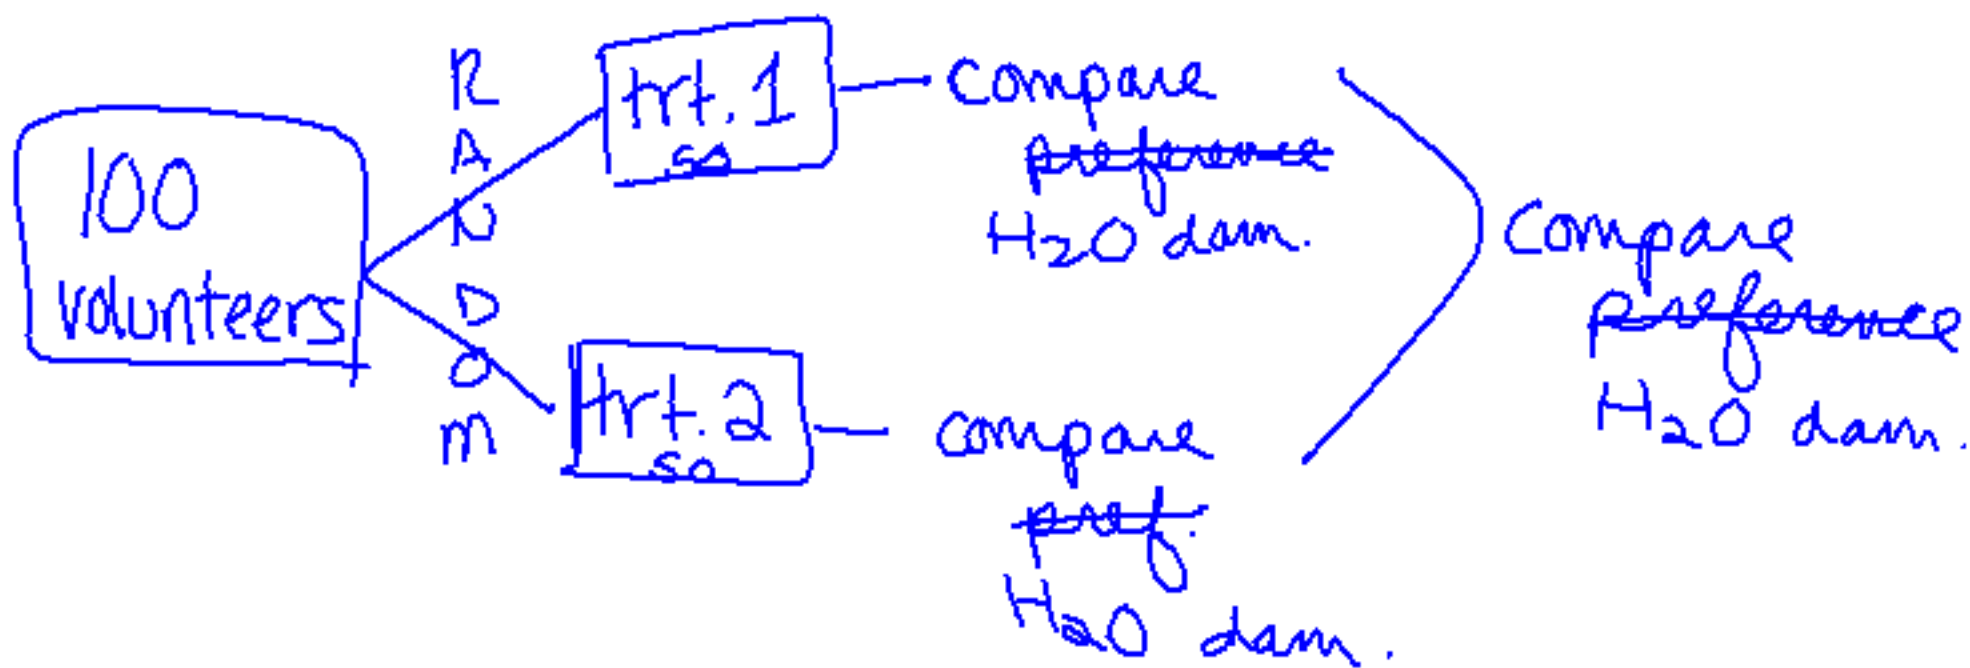 100
volunteers
R
A
N
D
O
M
trt. 1
50
compare
preference
H2O dam.
trt. 2
50
compare
pref.
H2O dam.
compare
preference
H2O dam.